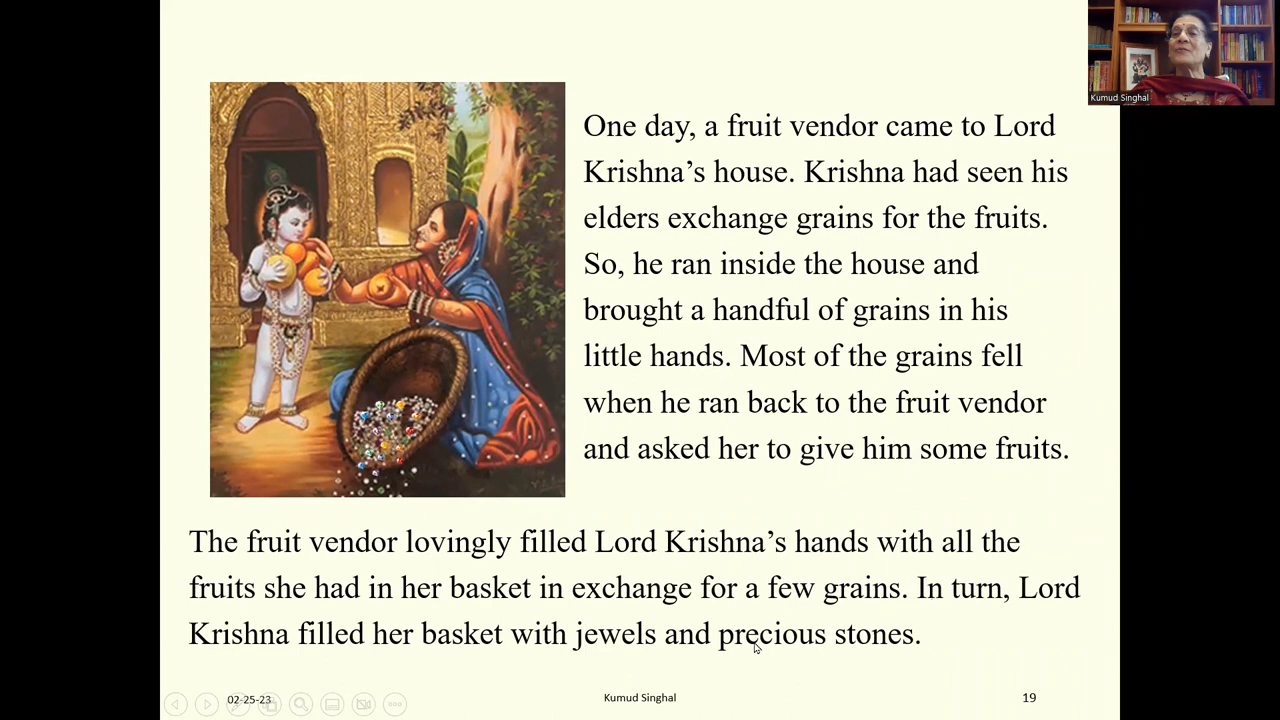 Kumud Singhal
One day, a fruit vendor came to Lord
Krishna’s house. Krishna had seen his
elders exchange grains for the fruits.
So, he ran inside the house and
brought a handful of grains in his
little hands. Most of the grains fell
when he ran back to the fruit vendor
and asked her to give him some fruits.
The fruit vendor lovingly filled Lord Krishna’s hands with all the
fruits she had in her basket in exchange for a few grains. In turn, Lord
Krishna filled her basket with jewels and precious stones.
02-25-23
Kumud Singhal
19